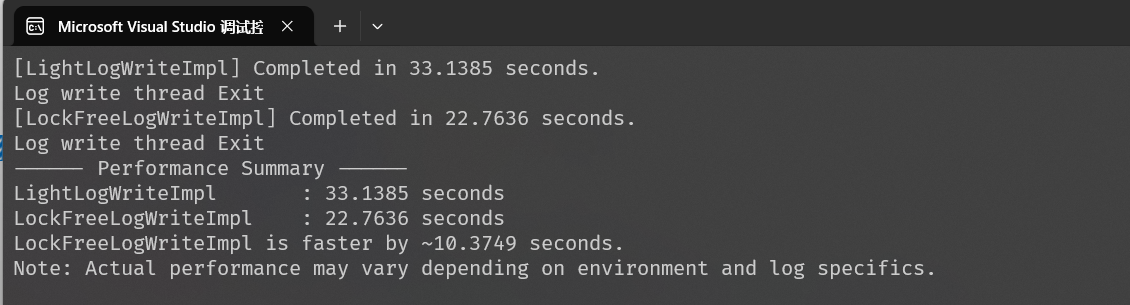 Microsoft Visual Studio 调试控
[LightLogWriteImpl] Completed in 33.1385 seconds.
Log write thread Exit
[LockFreeLogWriteImpl] Completed in 22.7636 seconds.
Log write thread Exit
────── Performance Summary ──────
LightLogWriteImpl       : 33.1385 seconds
LockFreeLogWriteImpl    : 22.7636 seconds
LockFreeLogWriteImpl is faster by ~10.3749 seconds.
Note: Actual performance may vary depending on environment and log specifics.